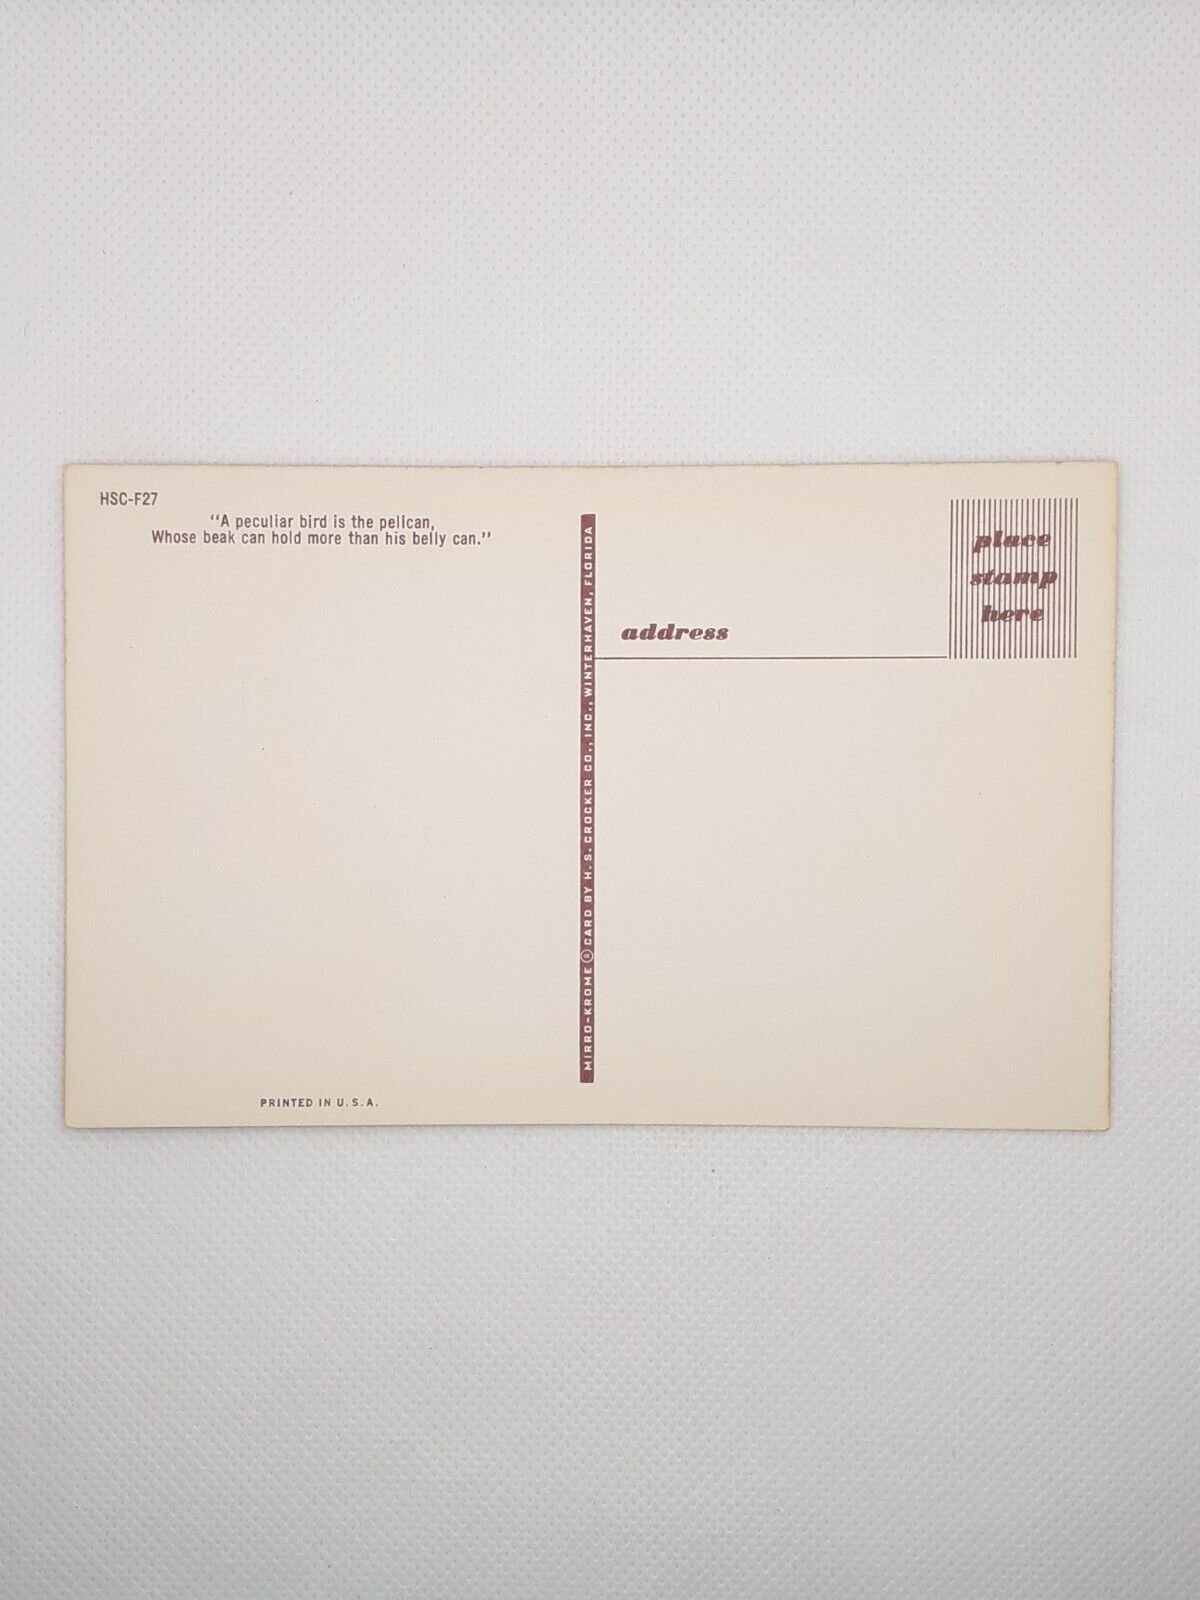 HSC-F27
"A peculiar bird is the pelican,
Whose beak can hold more than his belly can."
MIRRO-KROME® CARD BY H. S. CROCKER CO., INC., WINTERHAVEN, FLORIDA
place
stamp
here
address
PRINTED IN U. S. A.